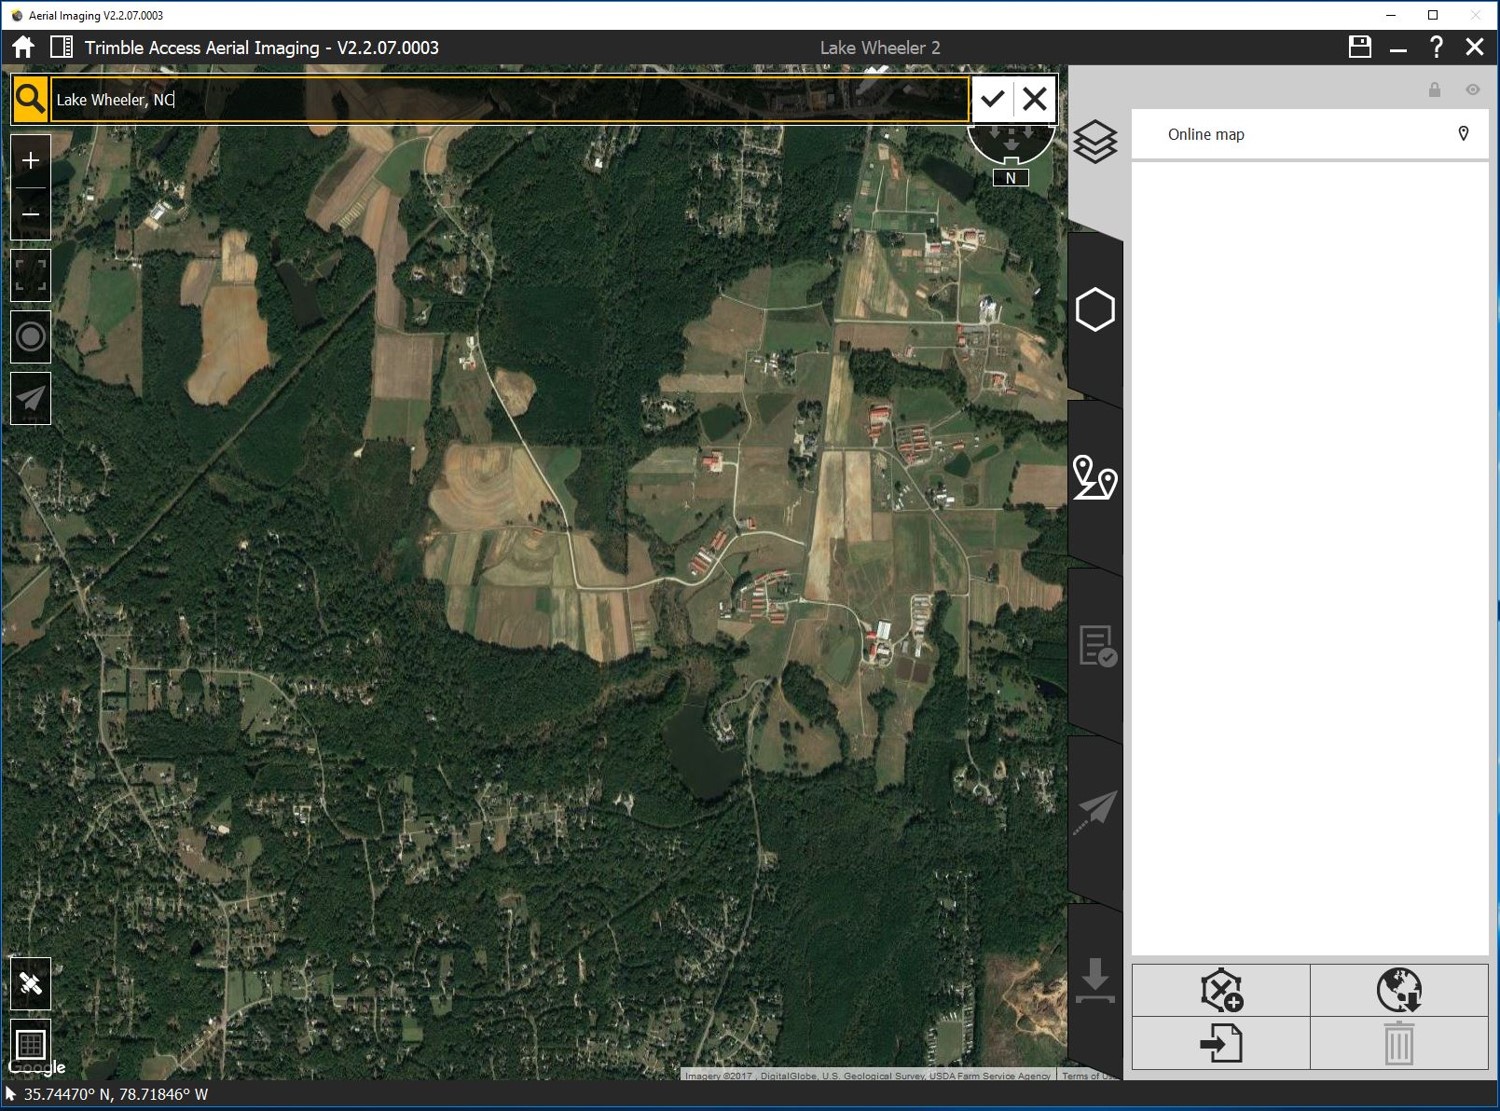 Aerial Imaging V2.2.07.0003
Trimble Access Aerial Imaging - V2.2.07.0003
Lake Wheeler 2
?
Lake Wheeler, NC
N
Online map
Google
Imagery ©2017 , DigitalGlobe, U.S. Geological Survey, USDA Farm Service Agency
Terms of
35.74470° N, 78.71846° W